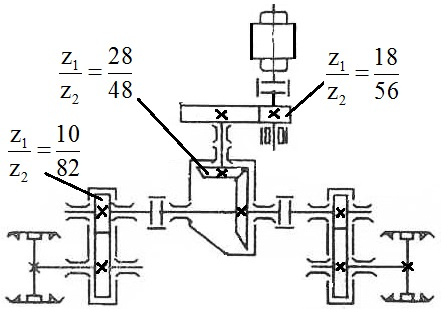 z₁/z₂ = 28/48
z₁/z₂ = 18/56
z₁/z₂ = 10/82